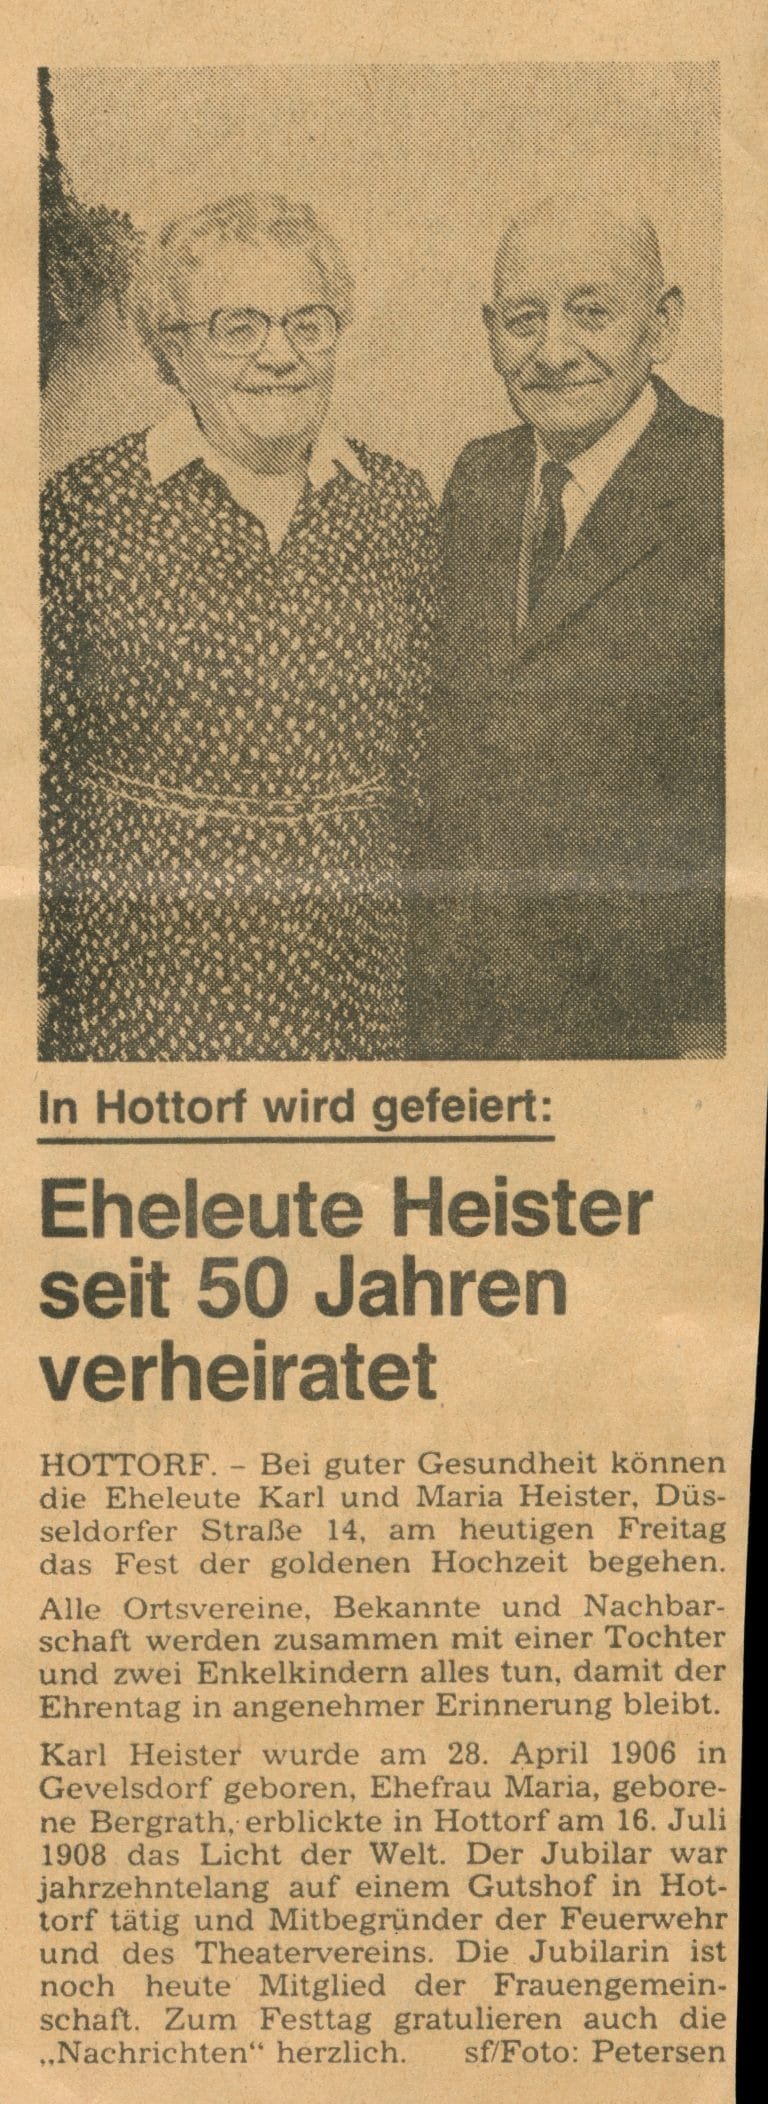 In Hottorf wird gefeiert:
Eheleute Heister
seit 50 Jahren
verheiratet
HOTTORF. – Bei guter Gesundheit können
die Eheleute Karl und Maria Heister, Düs-
seldorfer Straße 14, am heutigen Freitag
das Fest der goldenen Hochzeit begehen.
Alle Ortsvereine, Bekannte und Nachbar-
schaft werden zusammen mit einer Tochter
und zwei Enkelkindern alles tun, damit der
Ehrentag in angenehmer Erinnerung bleibt.
Karl Heister wurde am 28. April 1906 in
Gevelsdorf geboren, Ehefrau Maria, gebore-
ne Bergrath, erblickte in Hottorf am 16. Juli
1908 das Licht der Welt. Der Jubilar war
jahrzehntelang auf einem Gutshof in Hot-
torf tätig und Mitbegründer der Feuerwehr
und des Theatervereins. Die Jubilarin ist
noch heute Mitglied der Frauengemein-
schaft. Zum Festtag gratulieren auch die
„Nachrichten“ herzlich. sf/Foto: Petersen